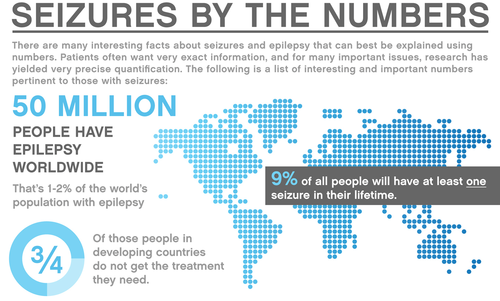 SEIZURES BY THE NUMBERS
There are many interesting facts about seizures and epilepsy that can best be explained using
numbers. Patients often want very exact information, and for many important issues, research has
yielded very precise quantification. The following is a list of interesting and important numbers
pertinent to those with seizures:
50 MILLION
PEOPLE HAVE
EPILEPSY
WORLDWIDE
That's 1-2% of the world's
population with epilepsy
9% of all people will have at least one
seizure in their lifetime.
3/4
Of those people in
developing countries
do not get the treatment
they need.